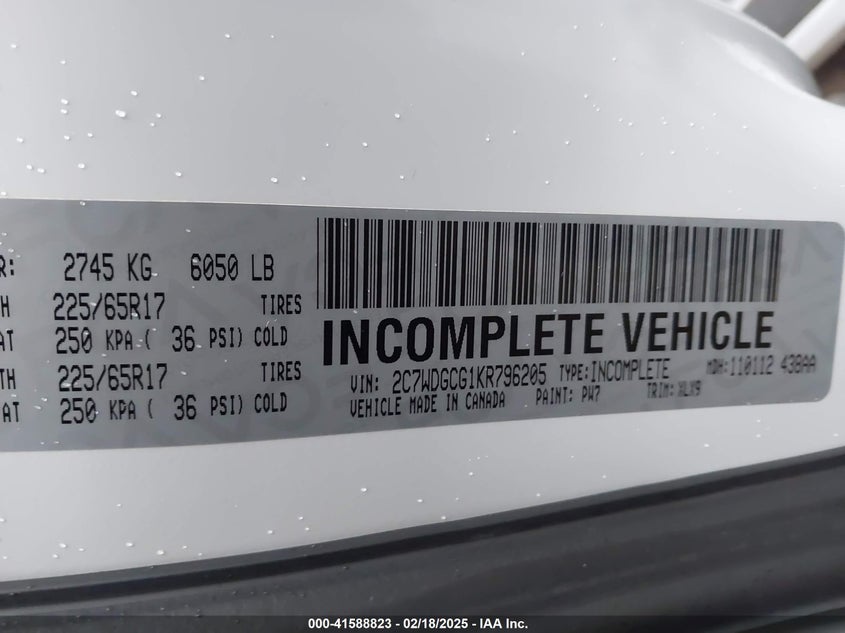 R: 2745 KG 6050 LB
H 225/65R17 TIRES
AT 250 KPA ( 36 PSI) COLD
TH 225/65R17 TIRES
AT 250 KPA ( 36 PSI) COLD
INCOMPLETE VEHICLE
VIN: 2C7WDGCG1KR796205 TYPE:INCOMPLETE MDH:110112 438AA
VEHICLE MADE IN CANADA PAINT: PW7 TRIM:
000-41588823 - 02/18/2025 - IAA Inc.